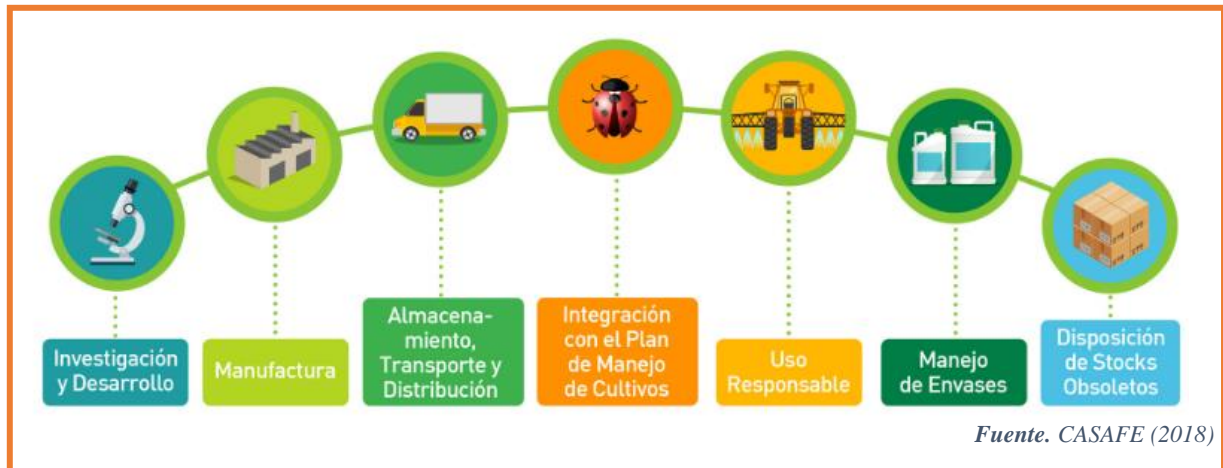 Investigación
y Desarrollo
Manufactura
Almacena-
miento,
Transporte y
Distribución
Integración
con el Plan
de Manejo
de Cultivos
Uso
Responsable
Manejo
de Envases
Disposición
de Stocks
Obsoletos
Fuente. CASAFE (2018)